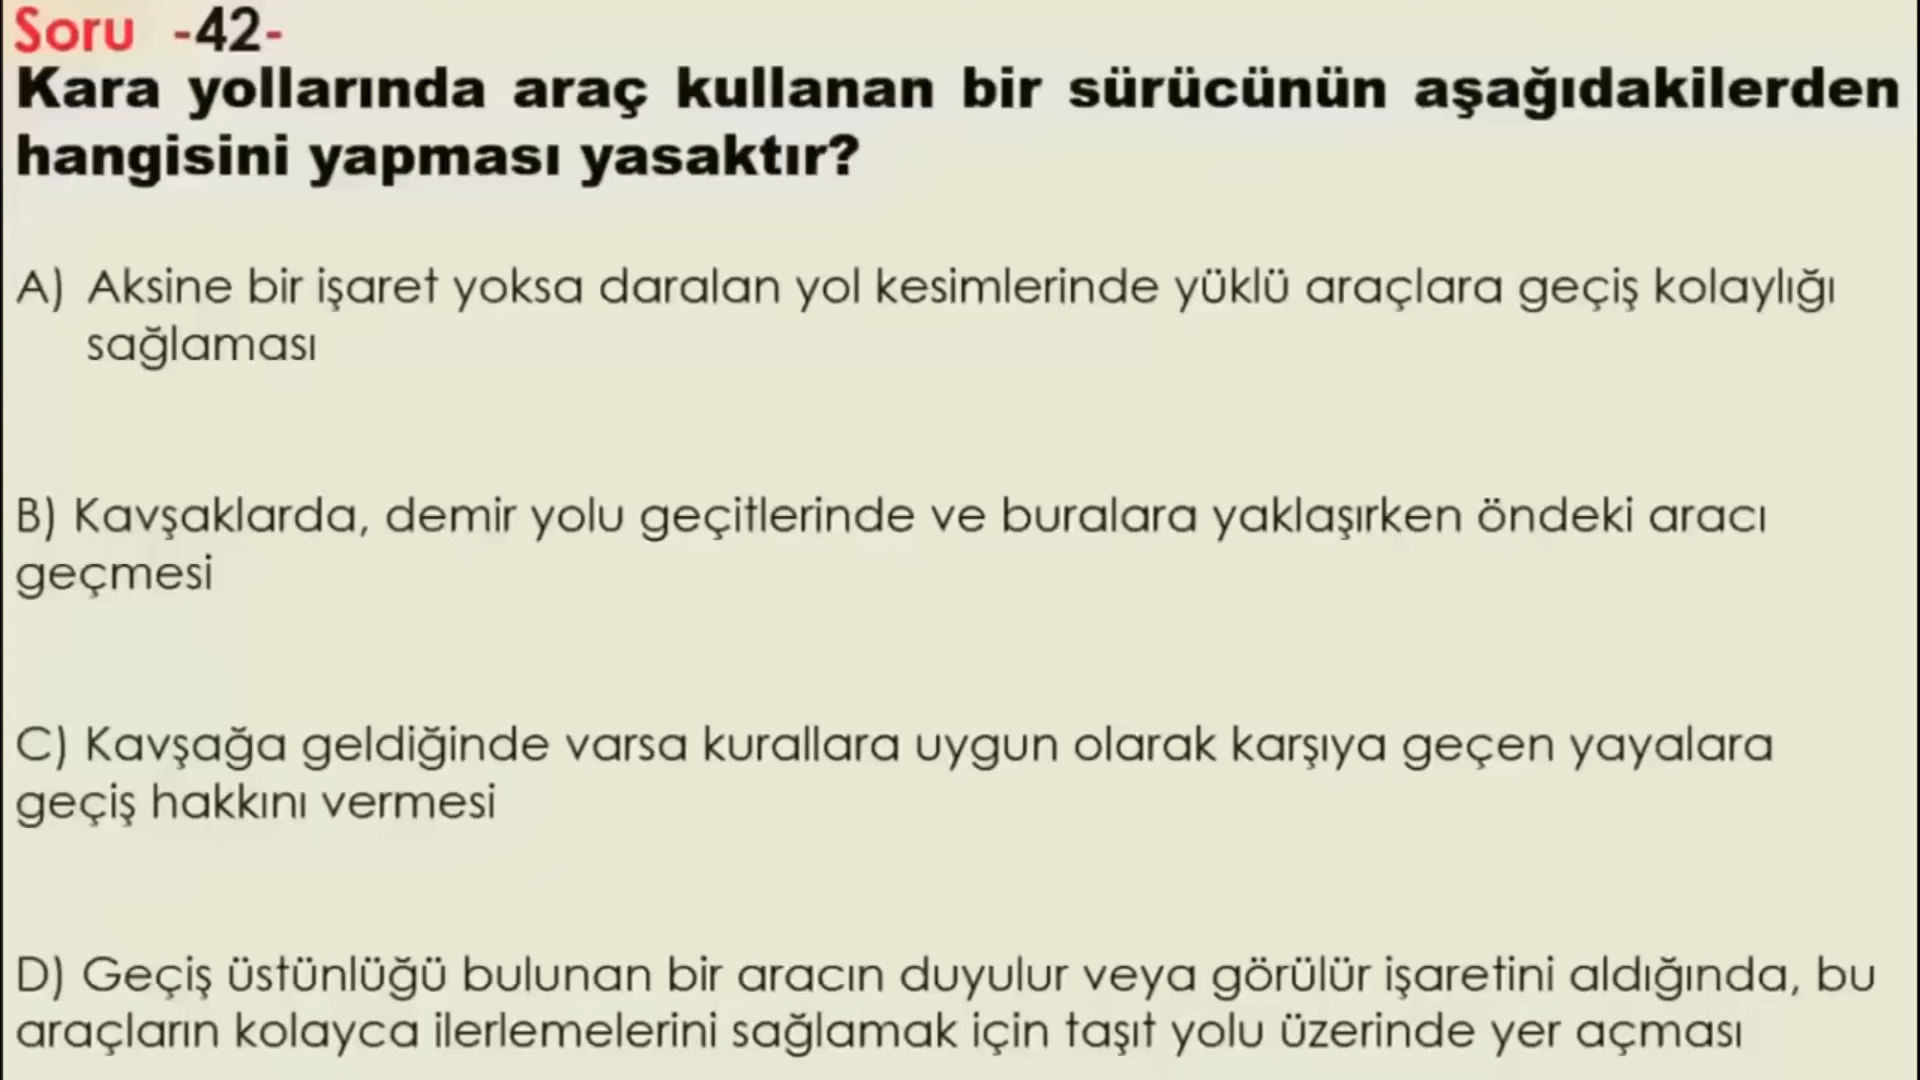 Soru -42-
Kara yollarında araç kullanan bir sürücünün aşağıdakilerden
hangisini yapması yasaktır?
A) Aksine bir işaret yoksa daralan yol kesimlerinde yüklü araçlara geçiş kolaylığı
sağlaması
B) Kavşaklarda, demir yolu geçitlerinde ve buralara yaklaşırken öndeki aracı
geçmesi
C) Kavşağa geldiğinde varsa kurallara uygun olarak karşıya geçen yayalara
geçiş hakkını vermesi
D) Geçiş üstünlüğü bulunan bir aracın duyulur veya görülür işaretini aldığında, bu
araçların kolayca ilerlemelerini sağlamak için taşıt yolu üzerinde yer açması